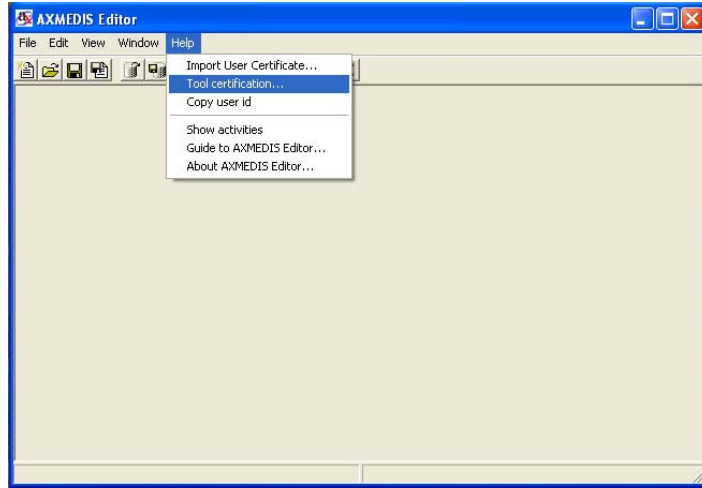 AXMEDIS Editor
File Edit View Window Help
Import User Certificate...
Tool certification...
Copy user id
Show activities
Guide to AXMEDIS Editor...
About AXMEDIS Editor...